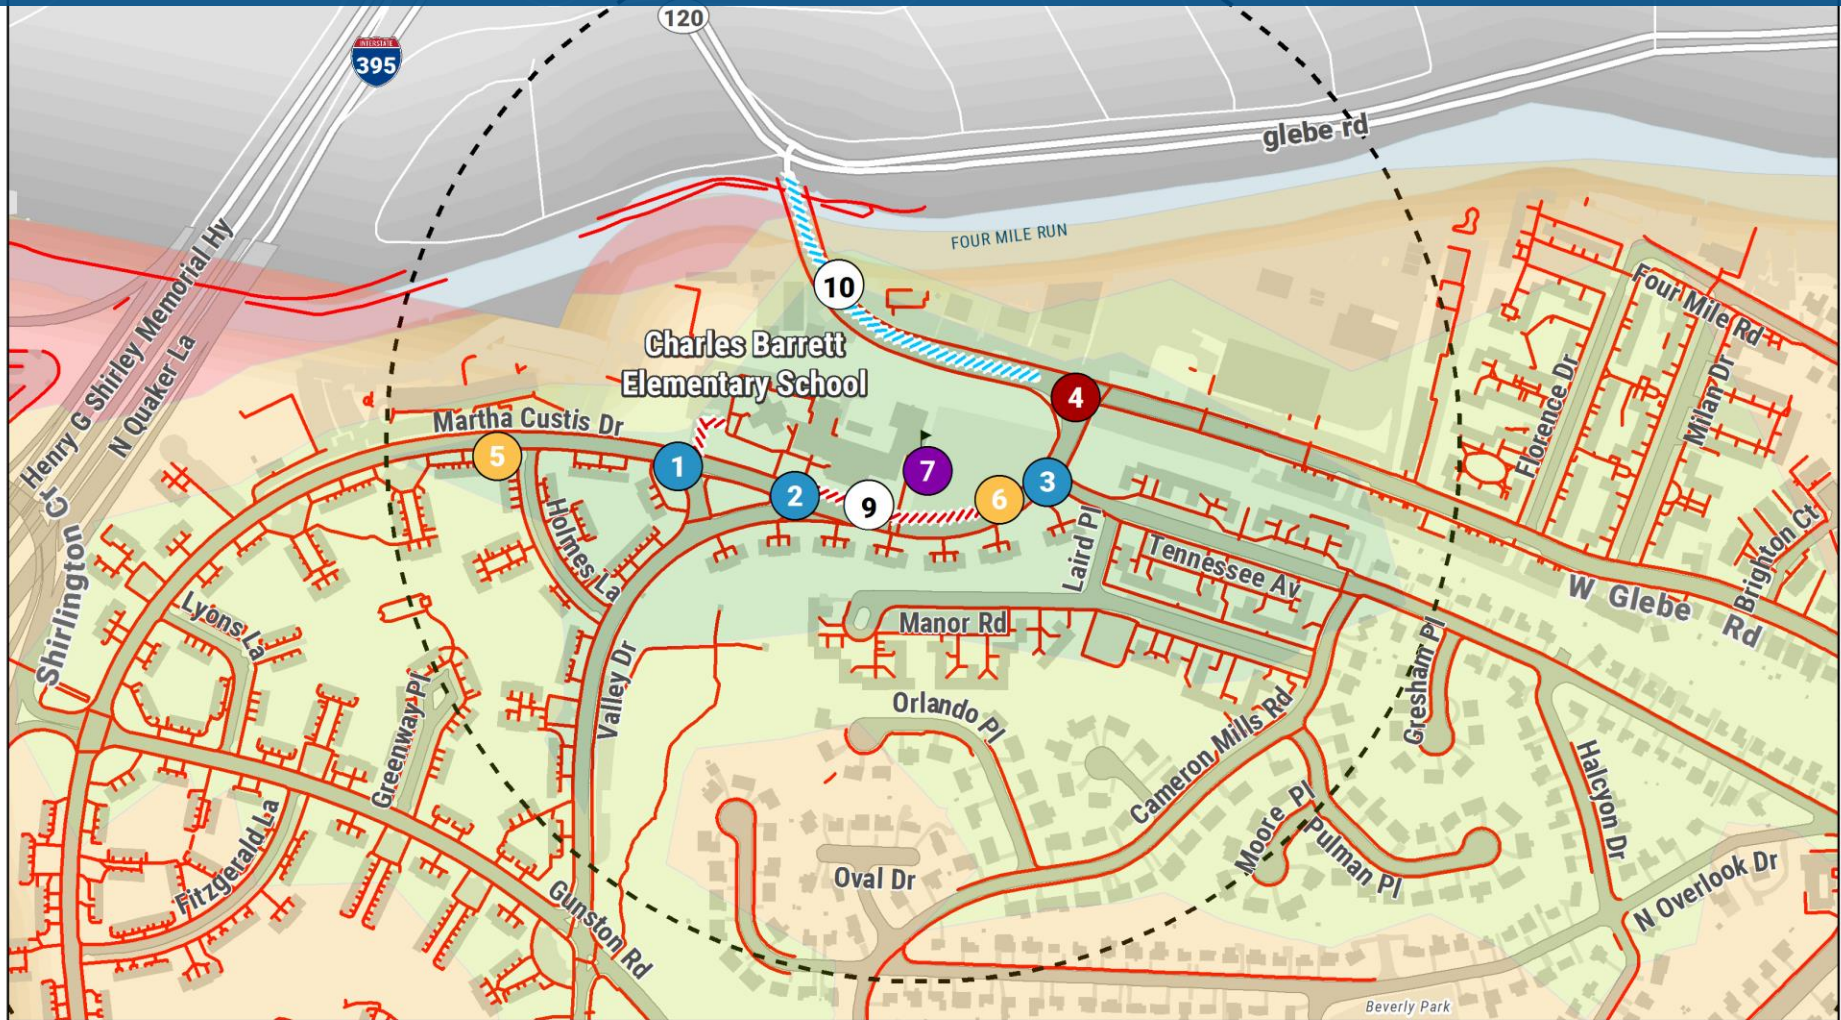 120
INTERSTATE
395
glebe rd
FOUR MILE RUN
Henry G Shirley Memorial Hy
N Quaker La
Four Mile Rd
10
Charles Barrett
Elementary School
Florence Dr
Milan Dr
4
Martha Custis Dr
5
1
7
3
2
6
9
Shirlington Cr
Holmes La
Laird Pl
Tennessee Av
W Glebe Rd
Brighton Ct
Lyons La
Manor Rd
Greenway Pl
Valley Dr
Orlando Pl
Cameron Mills Rd
Gresham Pl
Halcyon Dr
Moore Pl
Pulman Pl
Fitzgerald La
Oval Dr
Gunston Rd
N Overlook Dr
Beverly Park